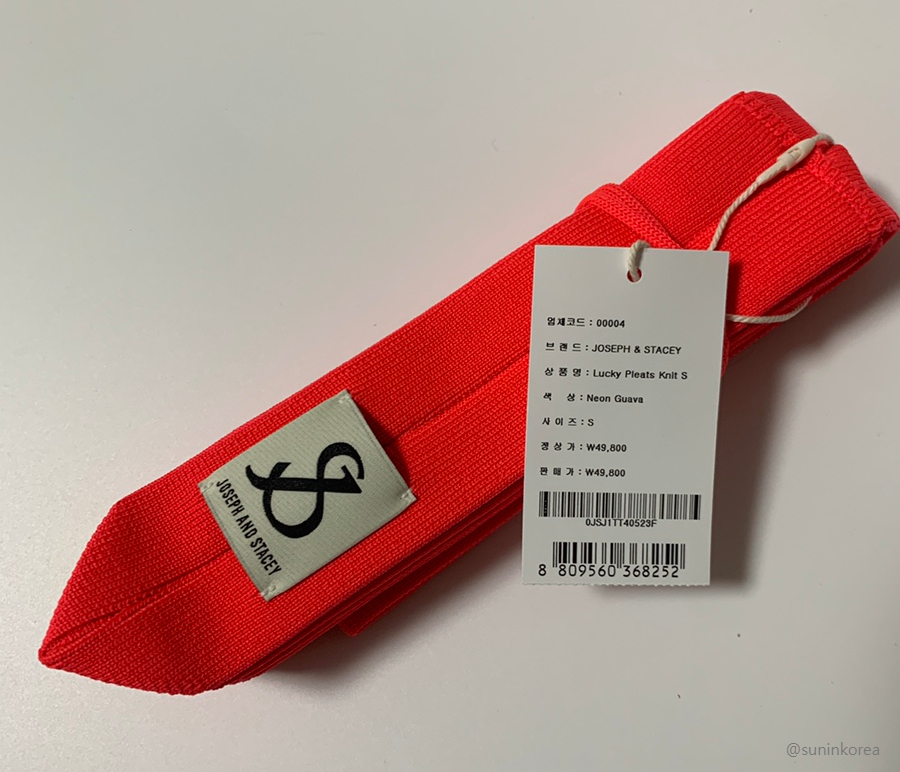 업체코드 : 00004
브 랜 드 : JOSEPH & STACEY
상 품 명 : Lucky Pleats Knit S
색 상 : Neon Guava
사 이 즈 : S
정 상 가 : ₩49,800
판 매 가 : ₩49,800
0JSJ1TT40523F
8 809560 368252
JOSEPH AND STACEY
@suninkorea